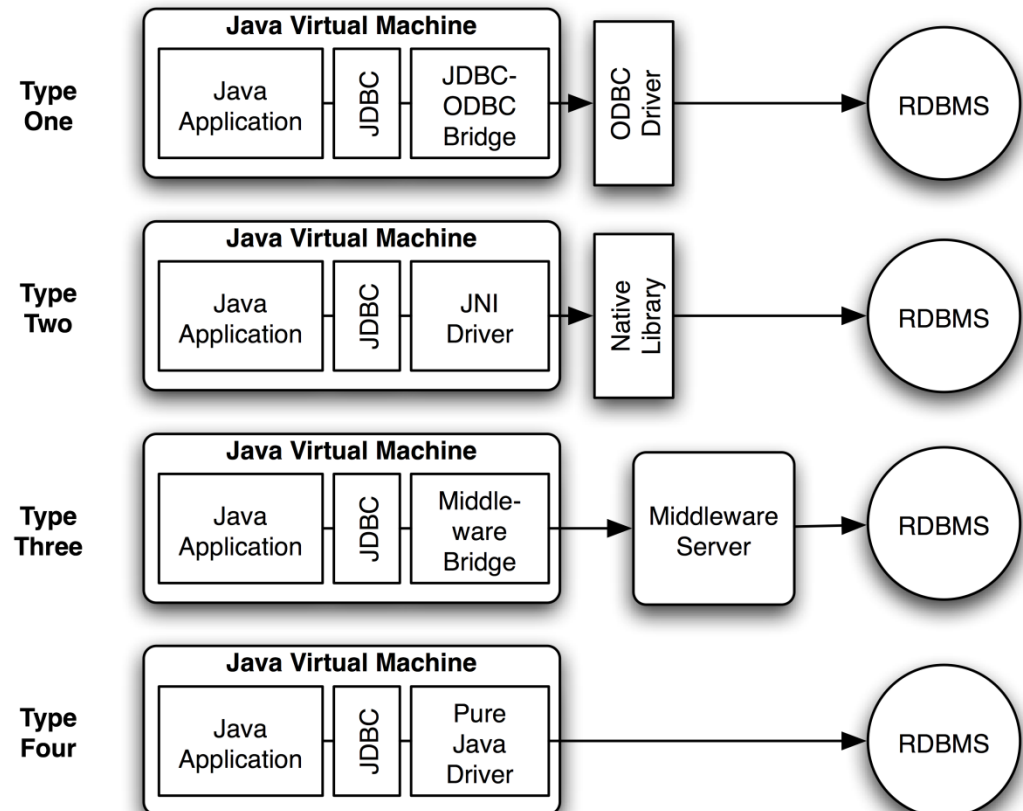 Type
One
Java Virtual Machine
Java
Application
JDBC
JDBC-
ODBC
Bridge
ODBC
Driver
RDBMS
Type
Two
Java Virtual Machine
Java
Application
JDBC
JNI
Driver
Native
Library
RDBMS
Type
Three
Java Virtual Machine
Java
Application
JDBC
Middle-
ware
Bridge
Middleware
Server
RDBMS
Type
Four
Java Virtual Machine
Java
Application
JDBC
Pure
Java
Driver
RDBMS